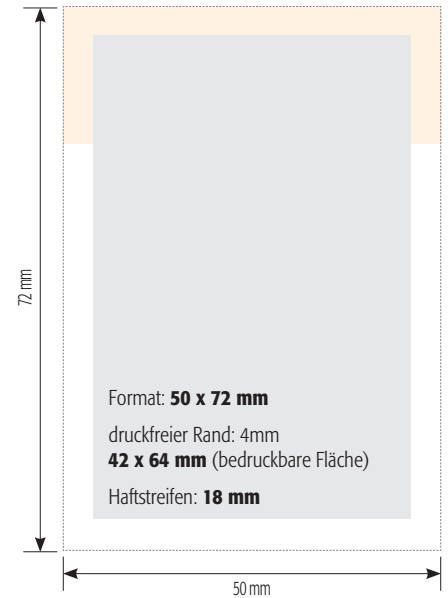 72 mm
Format: 50 x 72 mm
druckfreier Rand: 4mm
42 x 64 mm (bedruckbare Fläche)
Haftstreifen: 18 mm
50 mm